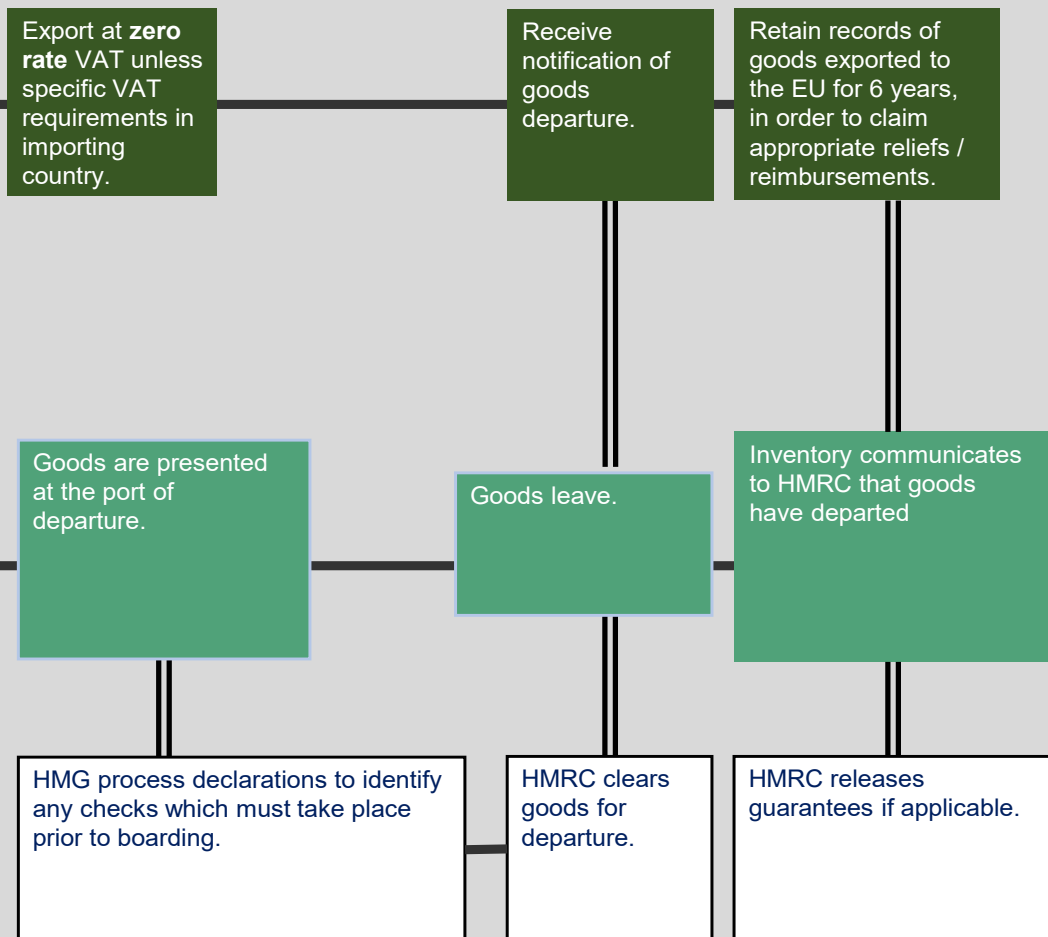 Export at zero
rate VAT unless
specific VAT
requirements in
importing
country.
Receive
notification of
goods
departure.
Retain records of
goods exported to
the EU for 6 years,
in order to claim
appropriate reliefs /
reimbursements.
Goods are presented
at the port of
departure.
Goods leave.
Inventory communicates
to HMRC that goods
have departed
HMG process declarations to identify
any checks which must take place
prior to boarding.
HMRC clears
goods for
departure.
HMRC releases
guarantees if applicable.